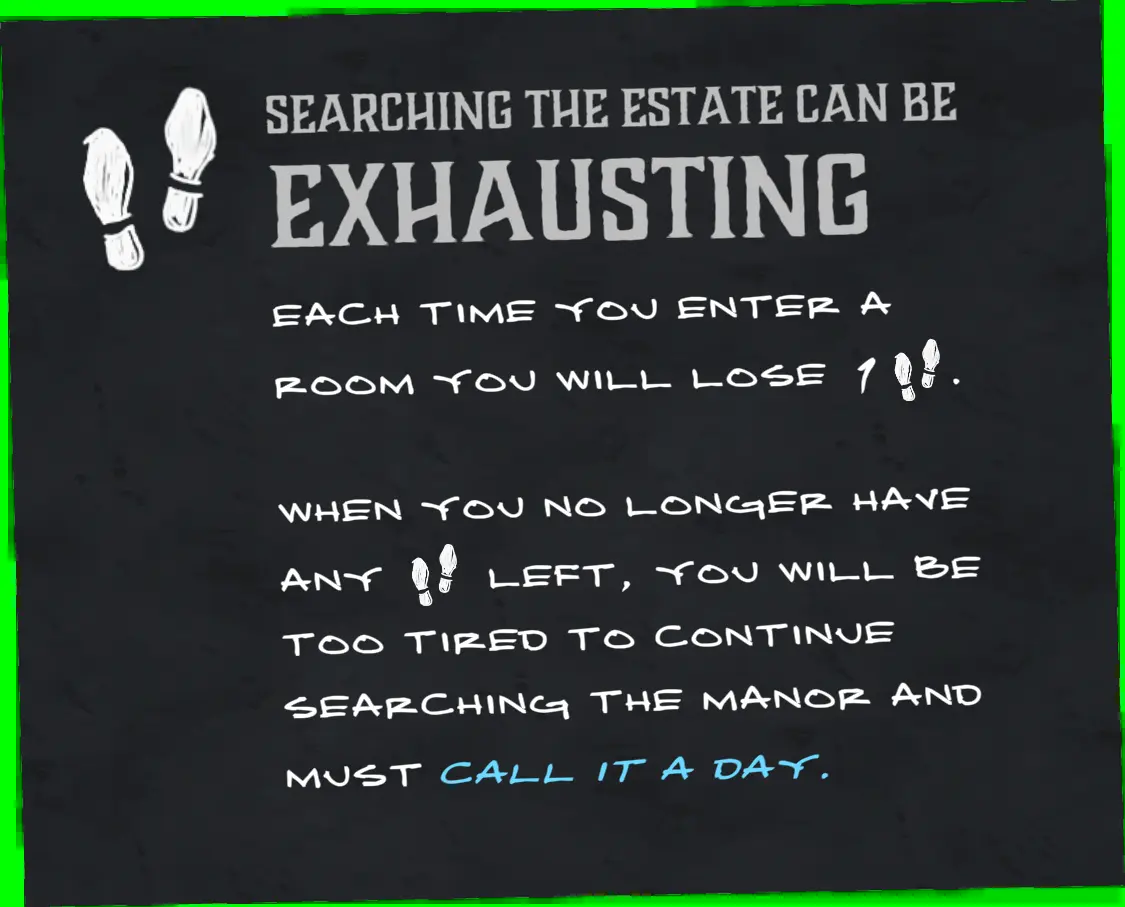 SEARCHING THE ESTATE CAN BE
EXHAUSTING
EACH TIME YOU ENTER A
ROOM YOU WILL LOSE 1 .
WHEN YOU NO LONGER HAVE
ANY LEFT, YOU WILL BE
TOO TIRED TO CONTINUE
SEARCHING THE MANOR AND
MUST CALL IT A DAY.